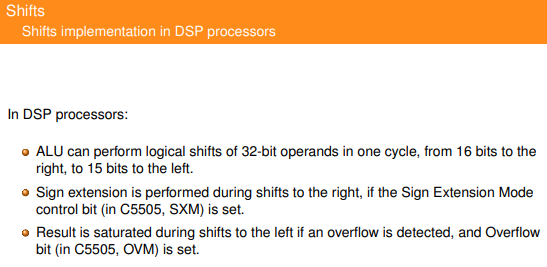 Shifts
Shifts implementation in DSP processors
In DSP processors:
ALU can perform logical shifts of 32-bit operands in one cycle, from 16 bits to the
right, to 15 bits to the left.
Sign extension is performed during shifts to the right, if the Sign Extension Mode
control bit (in C5505, SXM) is set.
Result is saturated during shifts to the left if an overflow is detected, and Overflow
bit (in C5505, OVM) is set.